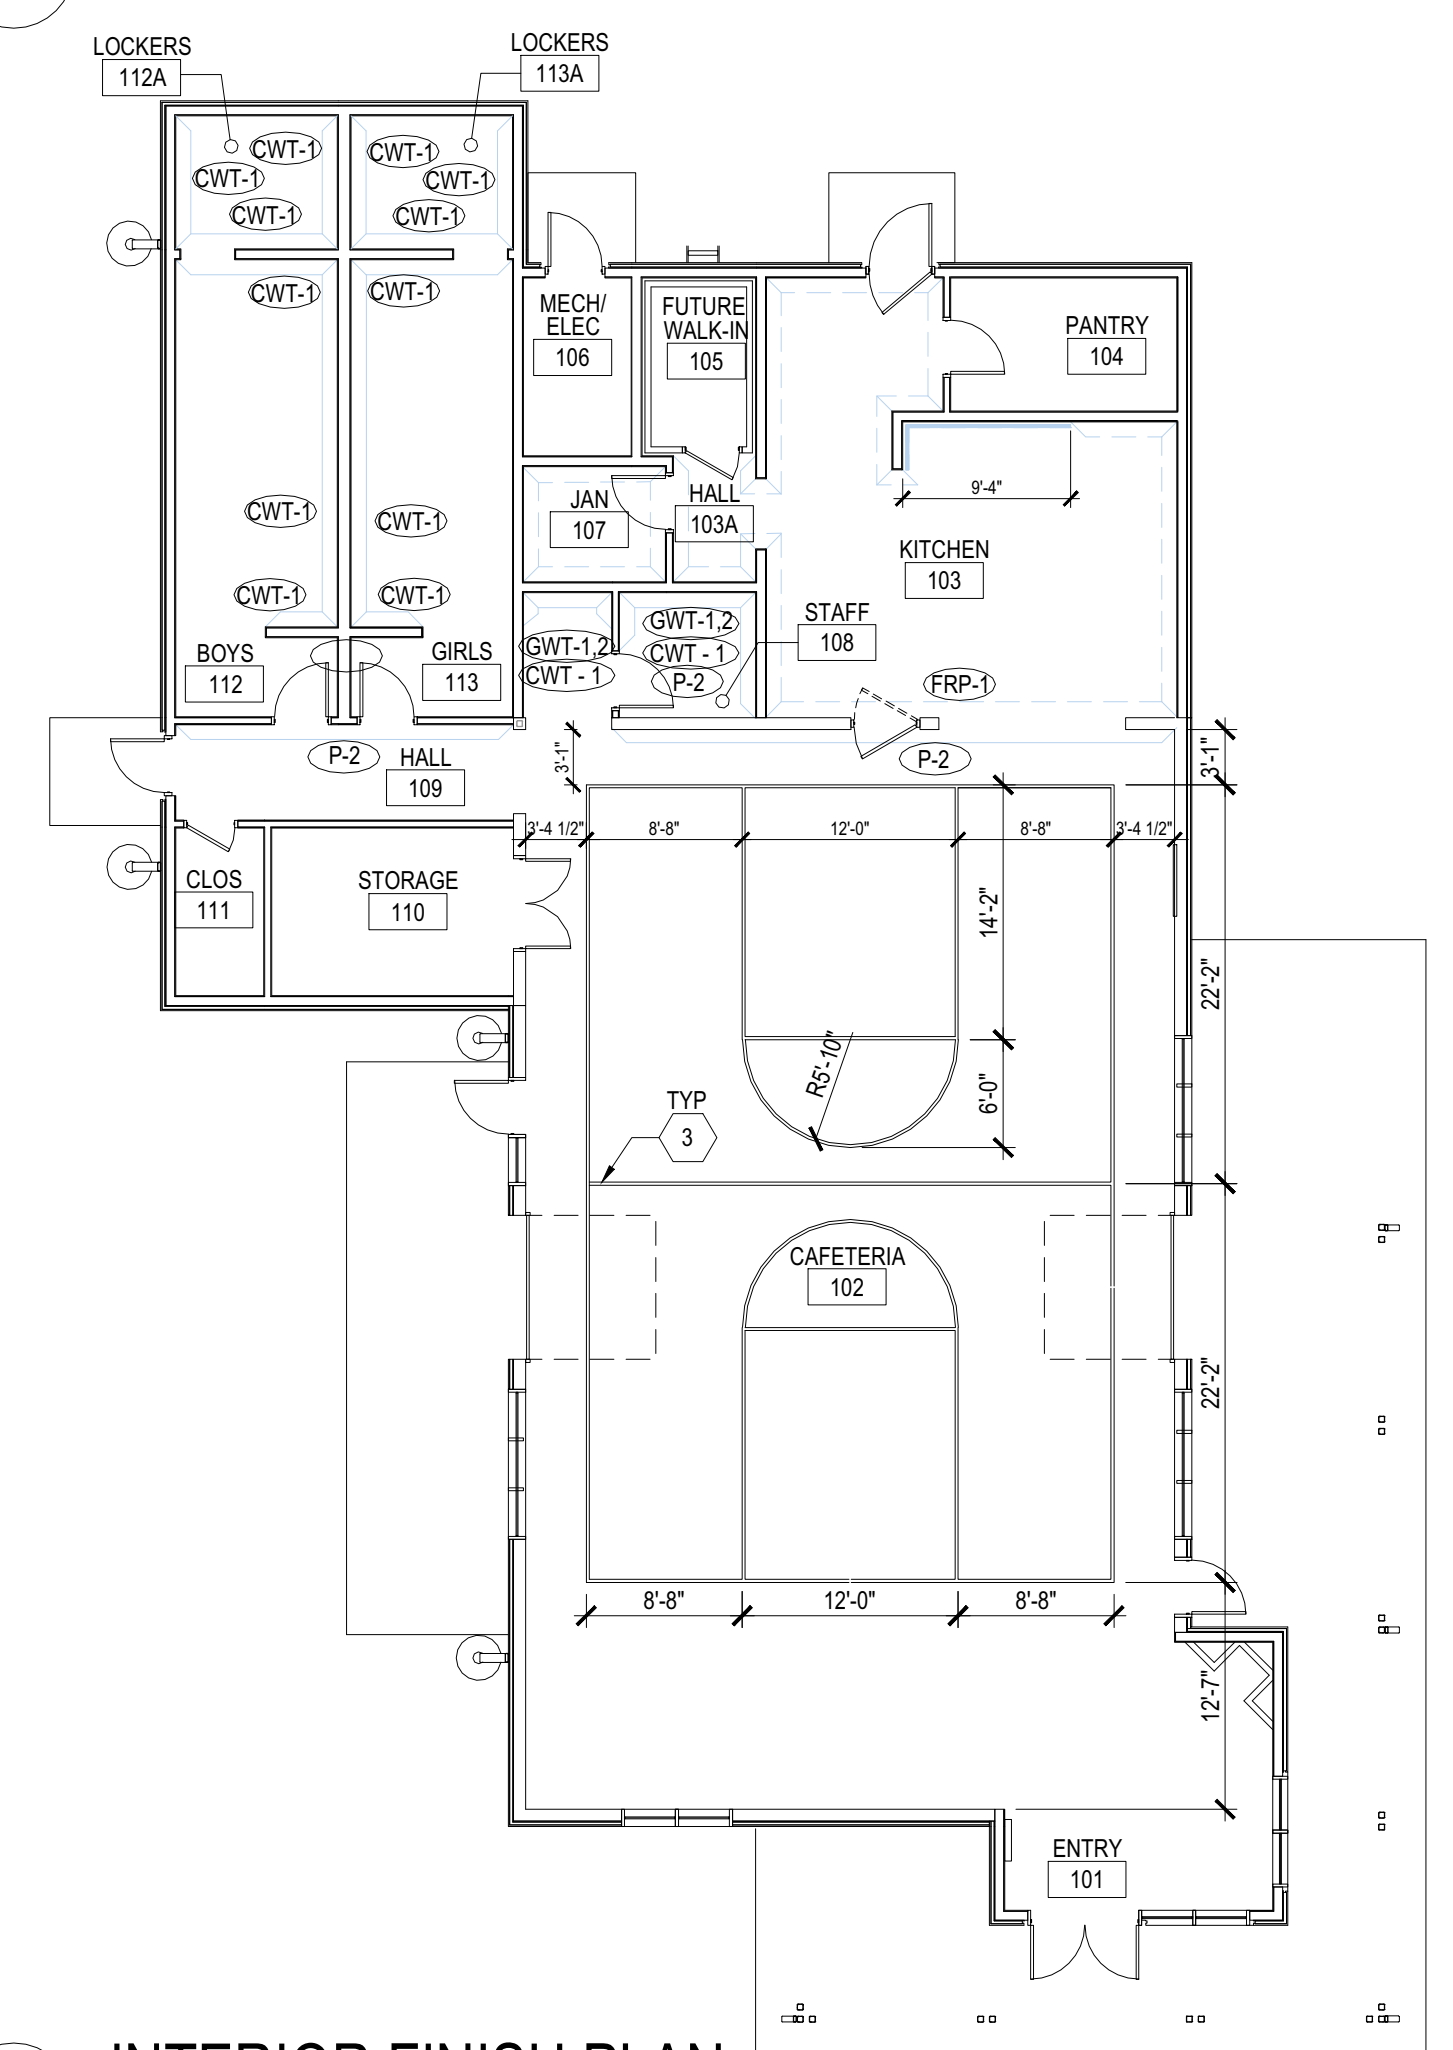 LOCKERS
112A
LOCKERS
113A
CWT-1
CWT-1
CWT-1
CWT-1
CWT-1
CWT-1
CWT-1
CWT-1
MECH/
ELEC
106
FUTURE
WALK-IN
105
PANTRY
104
9'-4"
CWT-1
CWT-1
JAN
107
HALL
103A
KITCHEN
103
CWT-1
CWT-1
GWT-1,2
CWT - 1
GWT-1,2
CWT - 1
P-2
STAFF
108
BOYS
112
GIRLS
113
FRP-1
P-2
HALL
109
3'-1"
P-2
3'-1"
3'-4 1/2"
8'-8"
12'-0"
8'-8"
3'-4 1/2"
CLOS
111
STORAGE
110
14'-2"
22'-2"
R5'-10"
6'-0"
TYP
3
CAFETERIA
102
22'-2"
8'-8"
12'-0"
8'-8"
12'-7"
ENTRY
101
INTERIOR FINISH PLAN